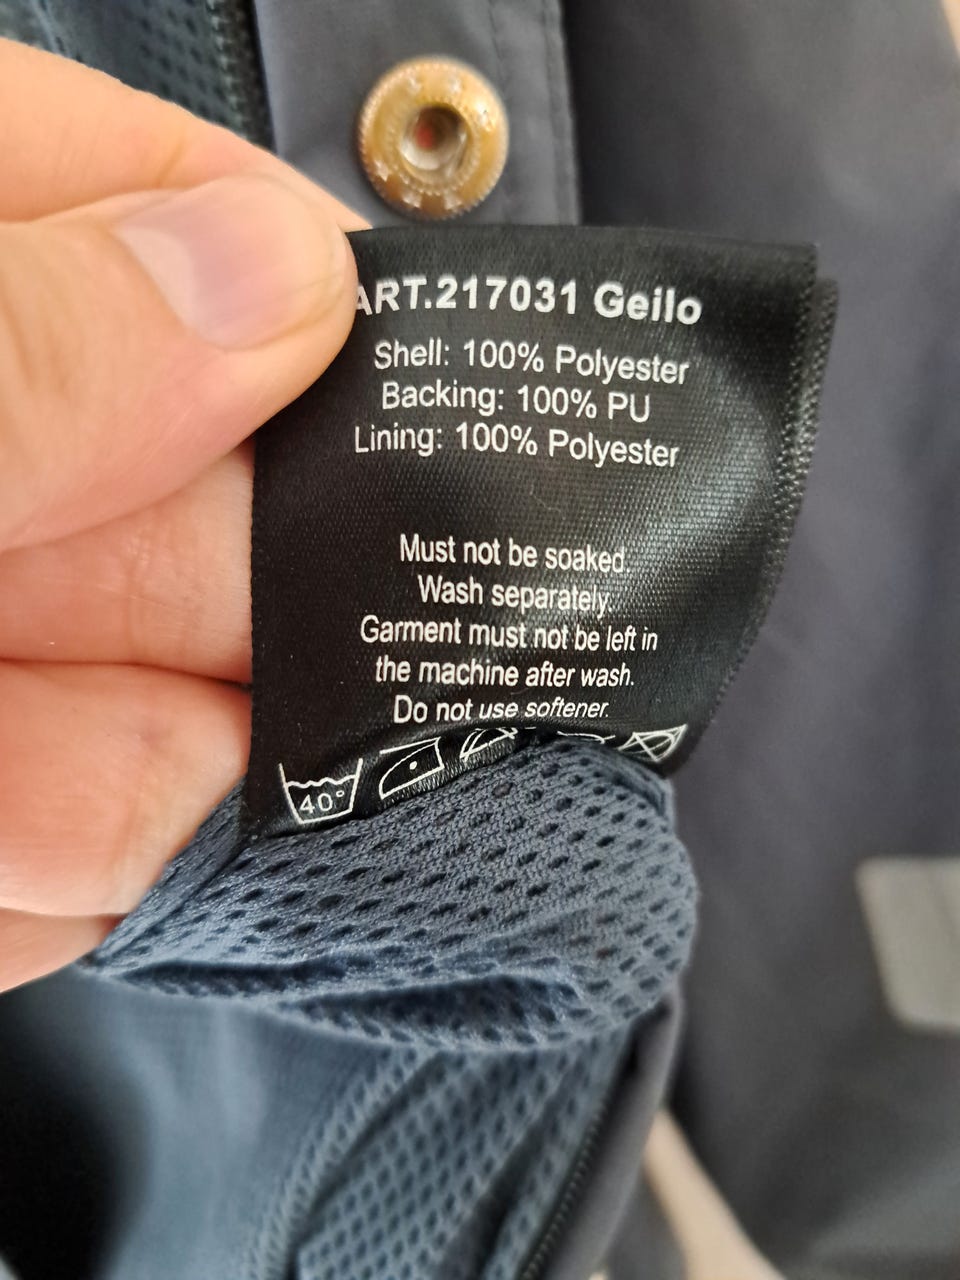 ART.217031 Geilo
Shell: 100% Polyester
Backing: 100% PU
Lining: 100% Polyester
Must not be soaked.
Wash separately.
Garment must not be left in
the machine after wash.
Do not use softener.
40°